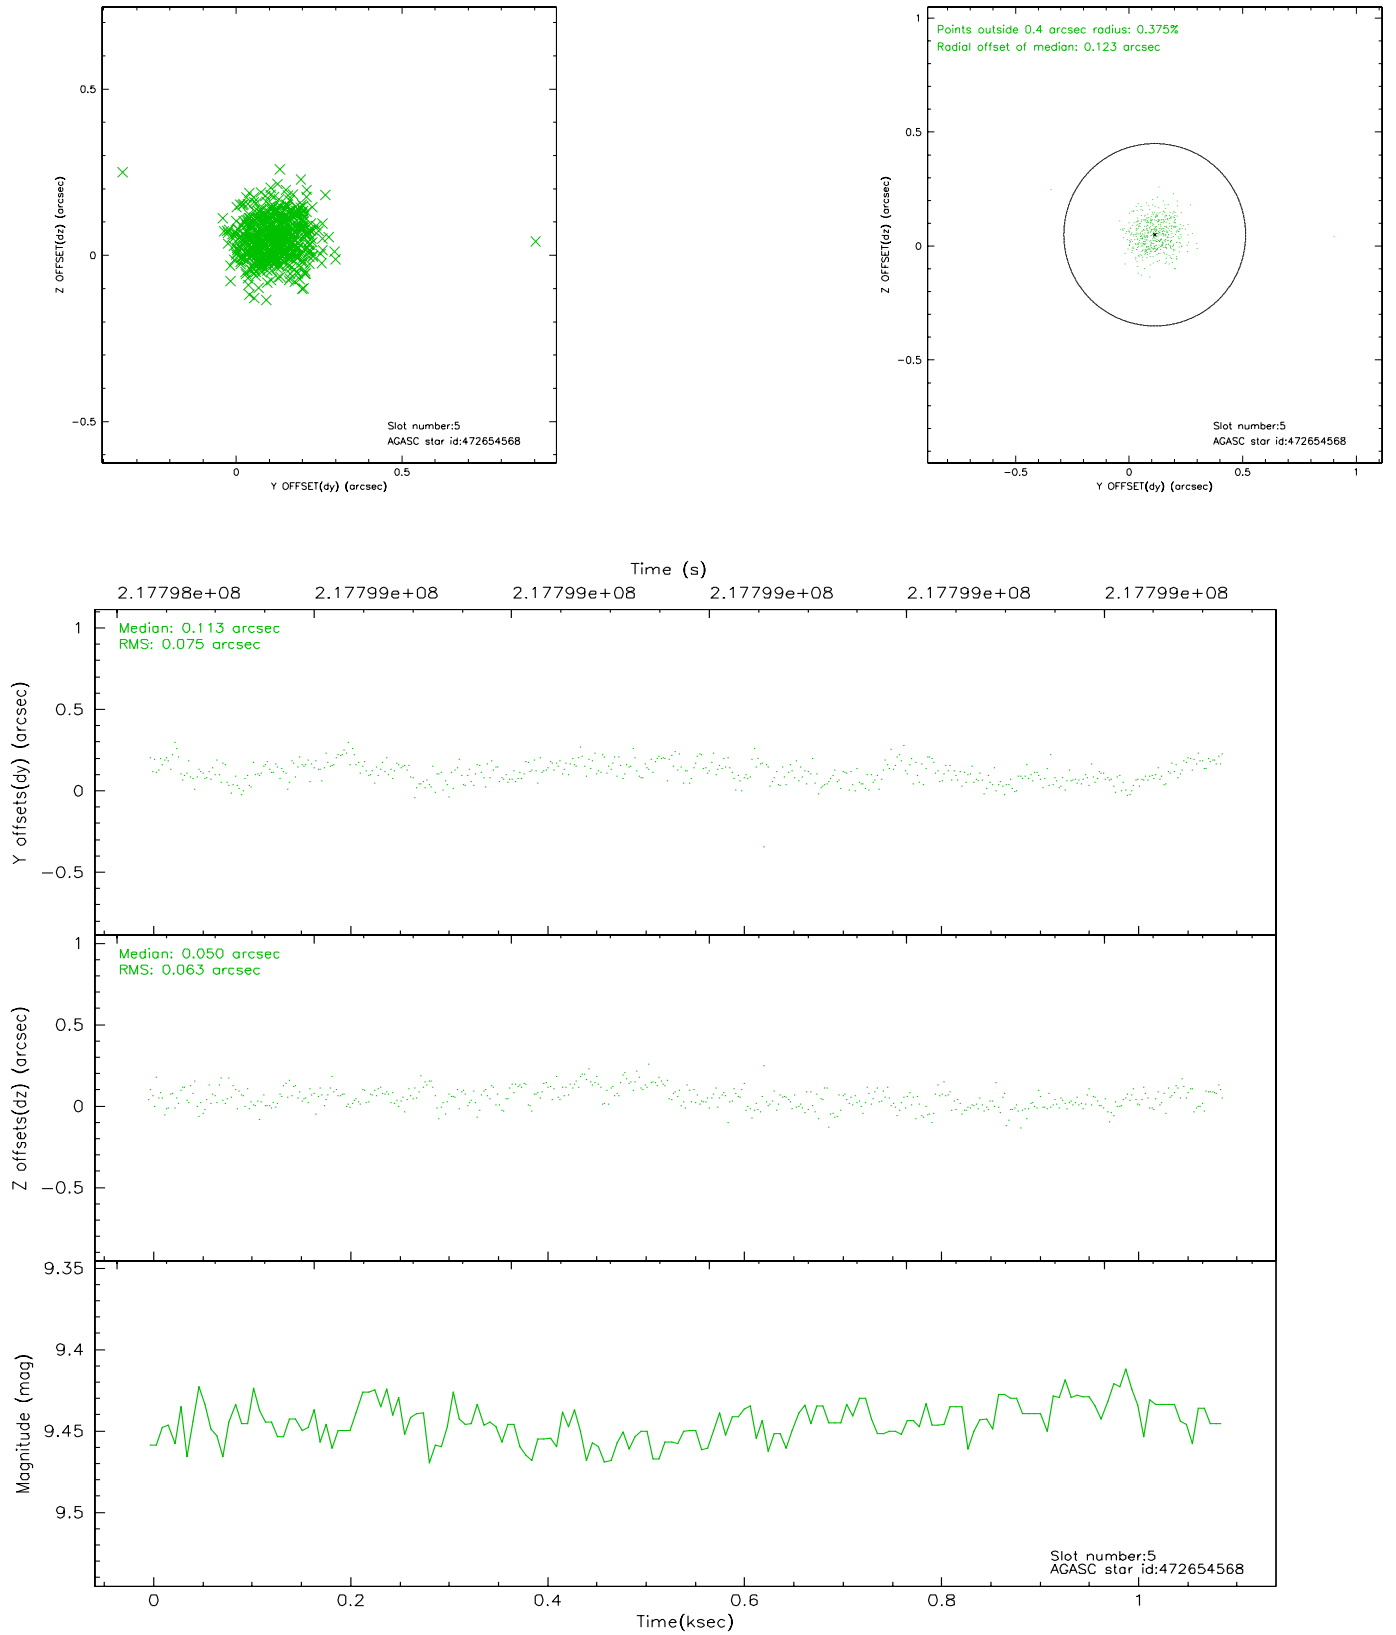 0.5
0
-0.5
Z OFFSET(dz) (arcsec)
Slot number:5
AGASC star id:472654568
0
0.5
Y OFFSET(dy) (arcsec)
Points outside 0.4 arcsec radius: 0.375%
Radial offset of median: 0.123 arcsec
1
0.5
0
-0.5
Z OFFSET(dz) (arcsec)
Slot number:5
AGASC star id:472654568
-0.5
0
0.5
1
Y OFFSET(dy) (arcsec)
Time (s)
2.17798e+08
2.17799e+08
2.17799e+08
2.17799e+08
2.17799e+08
2.17799e+08
Median: 0.113 arcsec
RMS: 0.075 arcsec
1
0.5
0
-0.5
Y offsets(dy) (arcsec)
Median: 0.050 arcsec
RMS: 0.063 arcsec
1
0.5
0
-0.5
Z offsets(dz) (arcsec)
9.35
9.4
9.45
9.5
Magnitude (mag)
Slot number:5
AGASC star id:472654568
0
0.2
0.4
0.6
0.8
1
Time(ksec)